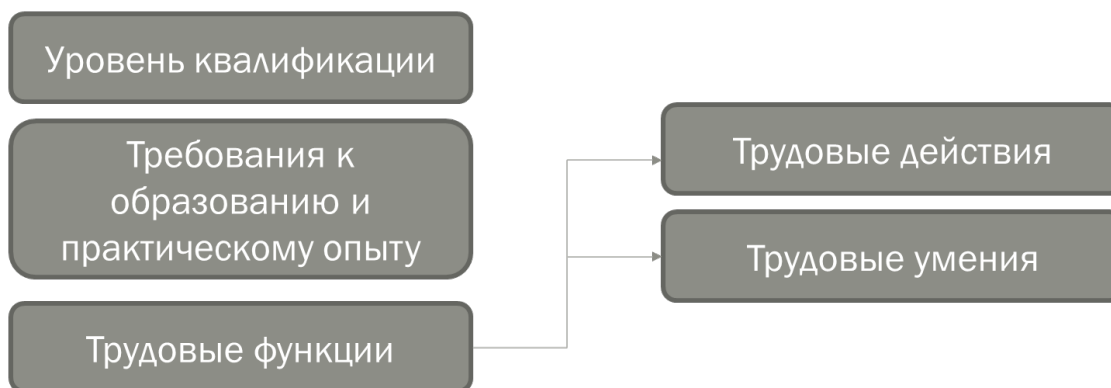 Уровень квалификации
Требования к
образованию и
практическому опыту
Трудовые функции
Трудовые действия
Трудовые умения